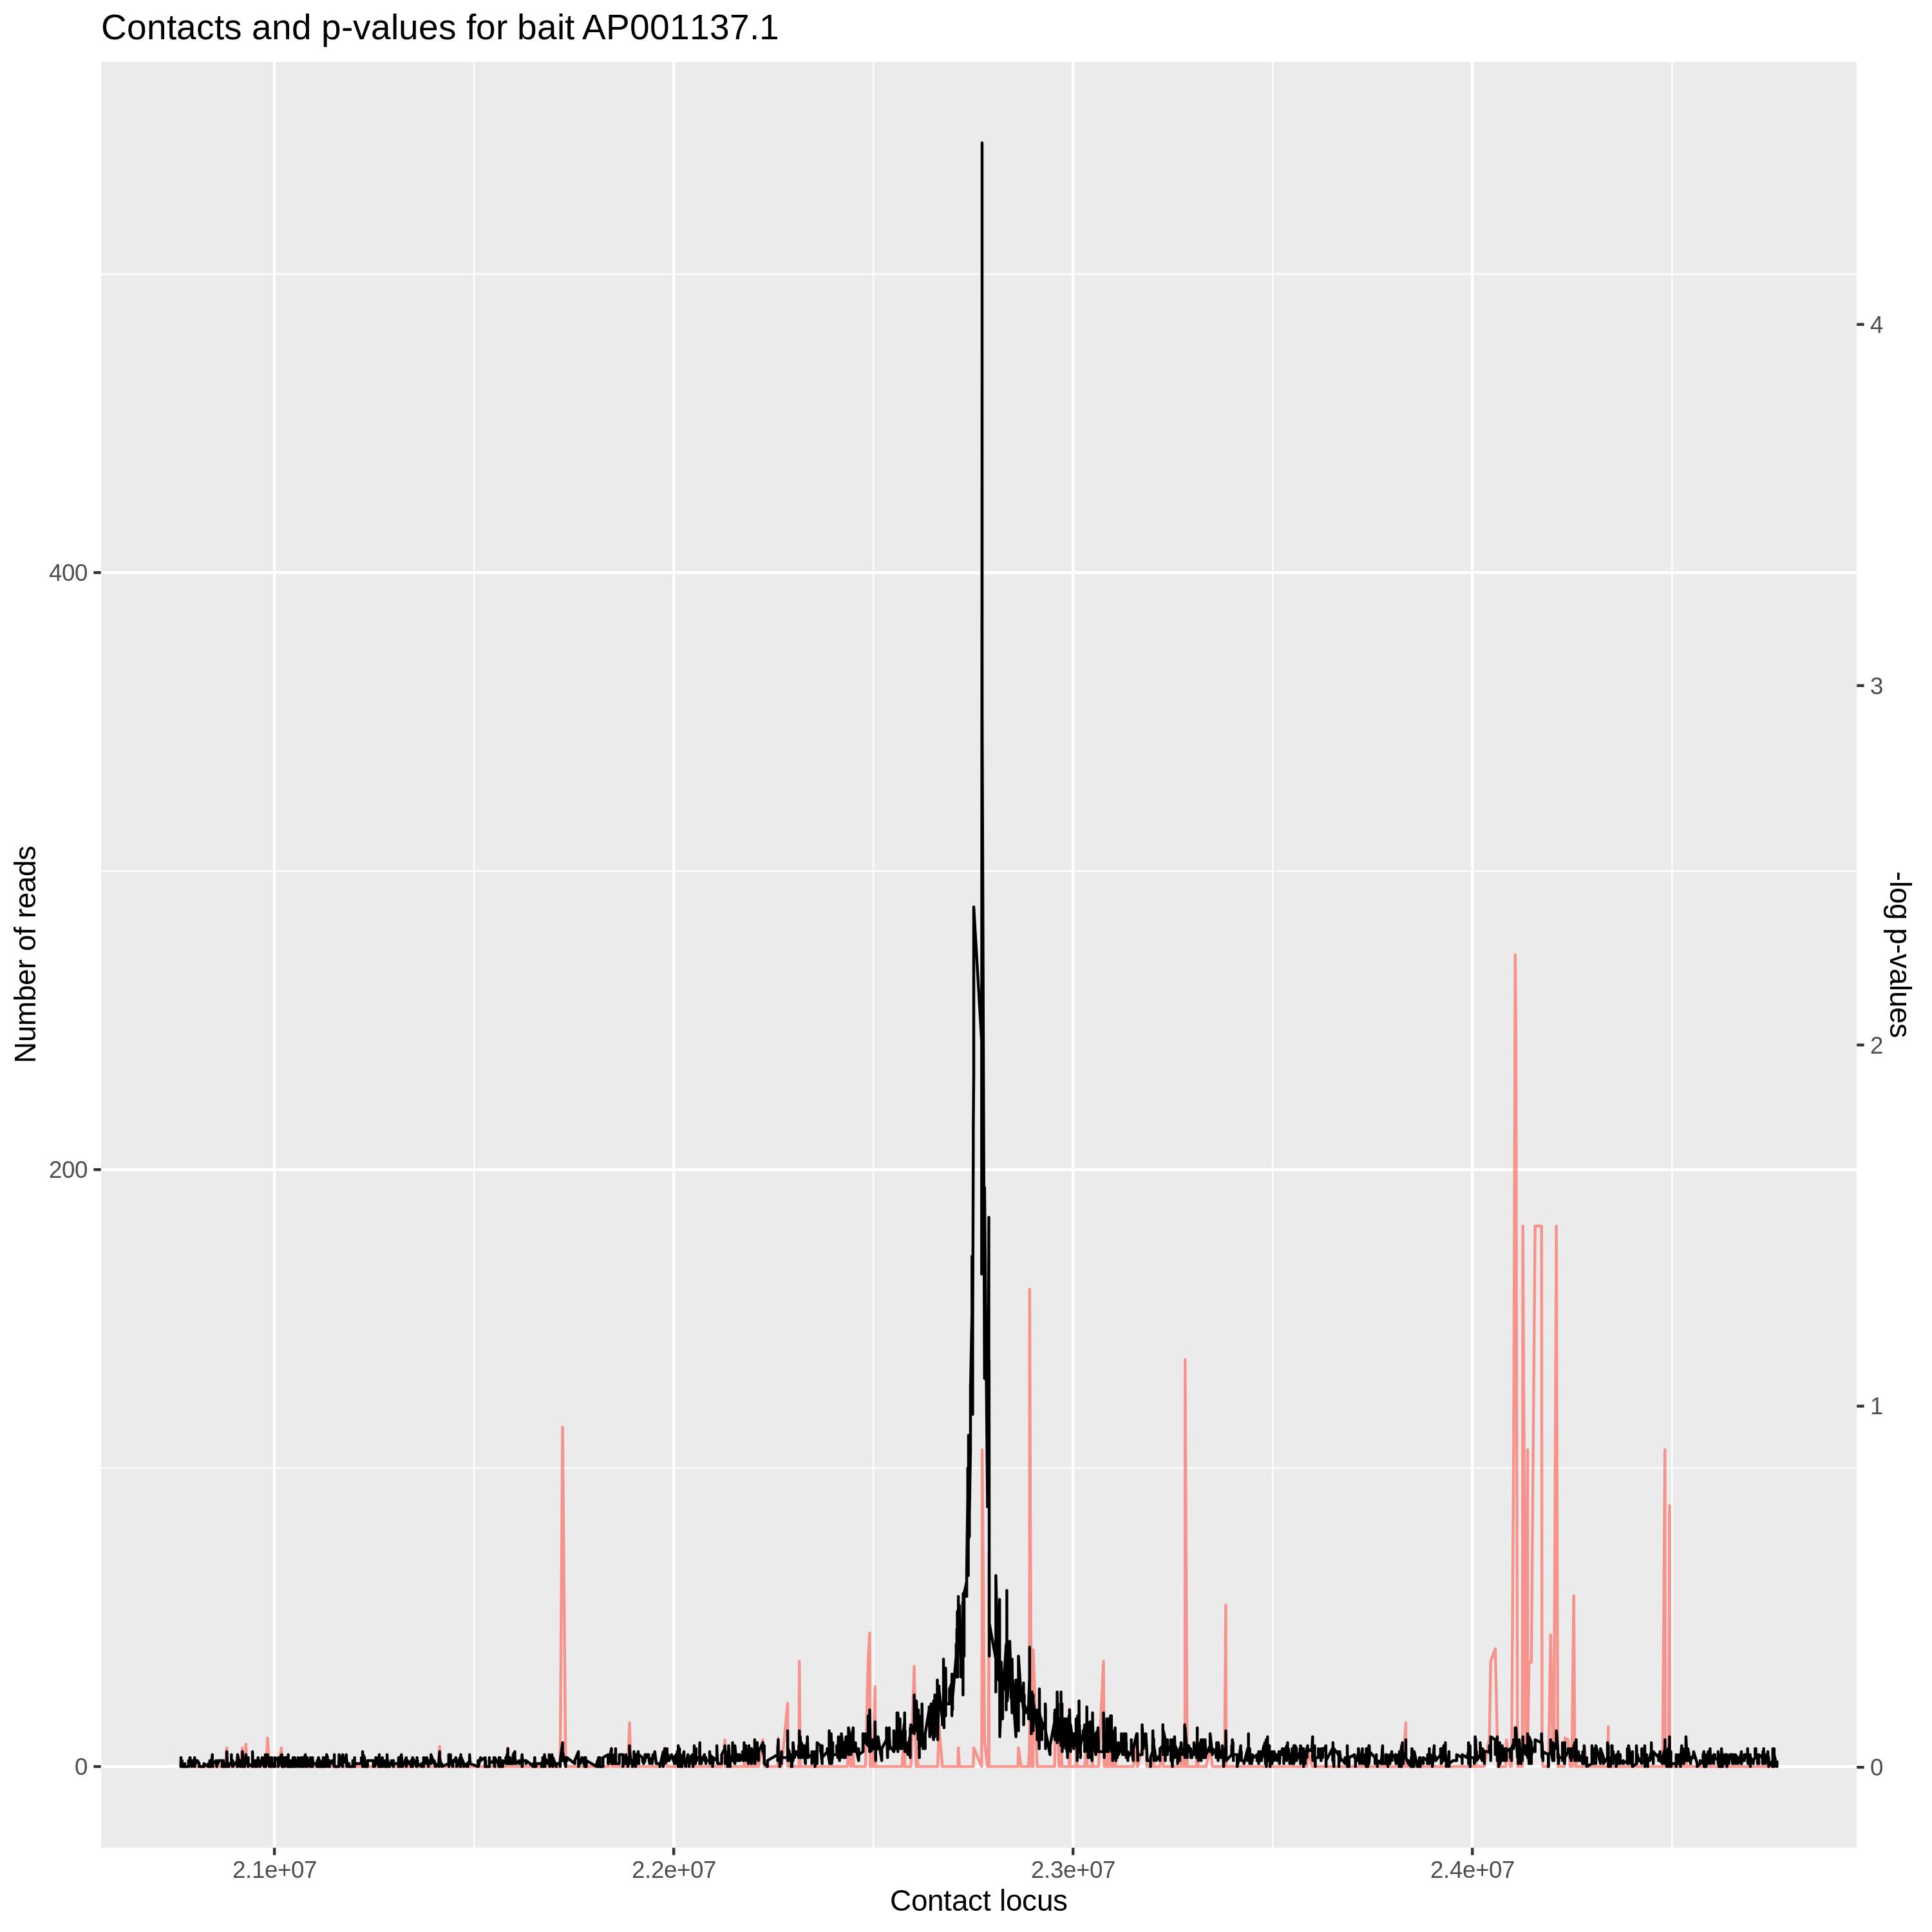 Contacts and p-values for bait AP001137.1
Number of reads
400
200
0
4
3
2
1
0
-log p-values
2.1e+07
2.2e+07
2.3e+07
2.4e+07
Contact locus